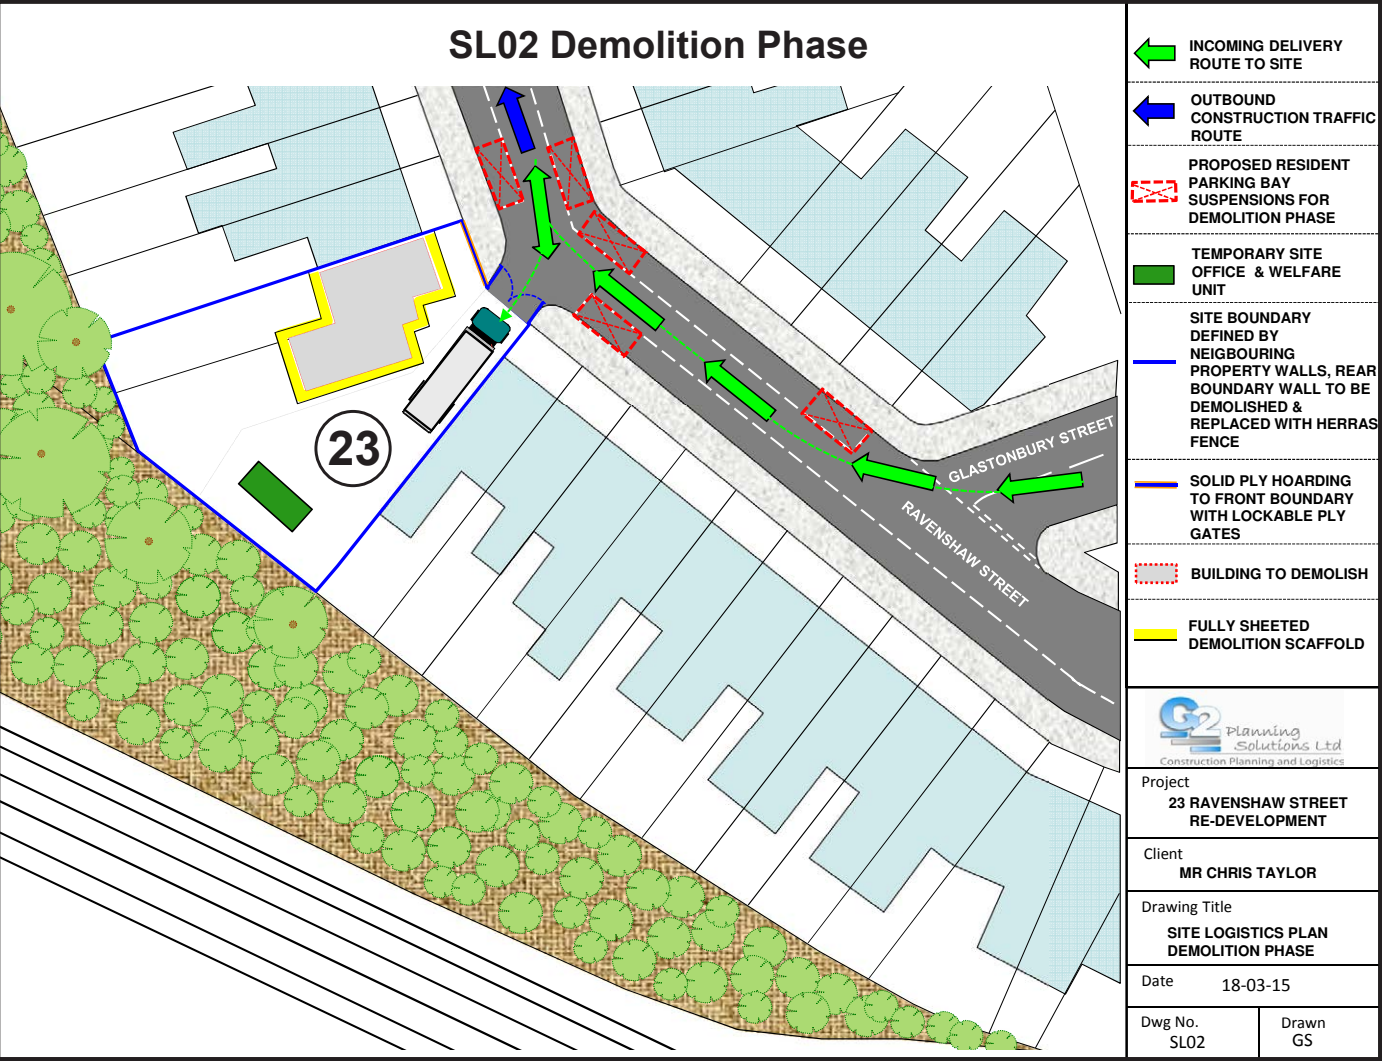 SL02 Demolition Phase
23
GLASTONBURY STREET
RAVENSHAW STREET
INCOMING DELIVERY
ROUTE TO SITE
OUTBOUND
CONSTRUCTION TRAFFIC
ROUTE
PROPOSED RESIDENT
PARKING BAY
SUSPENSIONS FOR
DEMOLITION PHASE
TEMPORARY SITE
OFFICE & WELFARE
UNIT
SITE BOUNDARY
DEFINED BY
NEIGBOURING
PROPERTY WALLS, REAR
BOUNDARY WALL TO BE
DEMOLISHED &
REPLACED WITH HERRAS
FENCE
SOLID PLY HOARDING
TO FRONT BOUNDARY
WITH LOCKABLE PLY
GATES
BUILDING TO DEMOLISH
FULLY SHEETED
DEMOLITION SCAFFOLD
G2
Planning
Solutions Ltd
Construction Planning and Logistics
Project
23 RAVENSHAW STREET
RE-DEVELOPMENT
Client
MR CHRIS TAYLOR
Drawing Title
SITE LOGISTICS PLAN
DEMOLITION PHASE
Date 18-03-15
Dwg No.
SL02
Drawn
GS